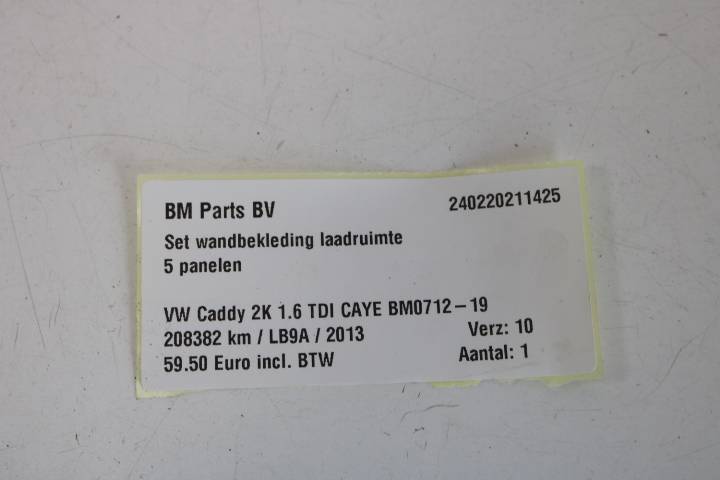 BM Parts BV 240220211425
Set wandbekleding laadruimte
5 panelen
VW Caddy 2K 1.6 TDI CAYE BM0712-19
208382 km / LB9A / 2013 Verz: 10
59.50 Euro incl. BTW Aantal: 1